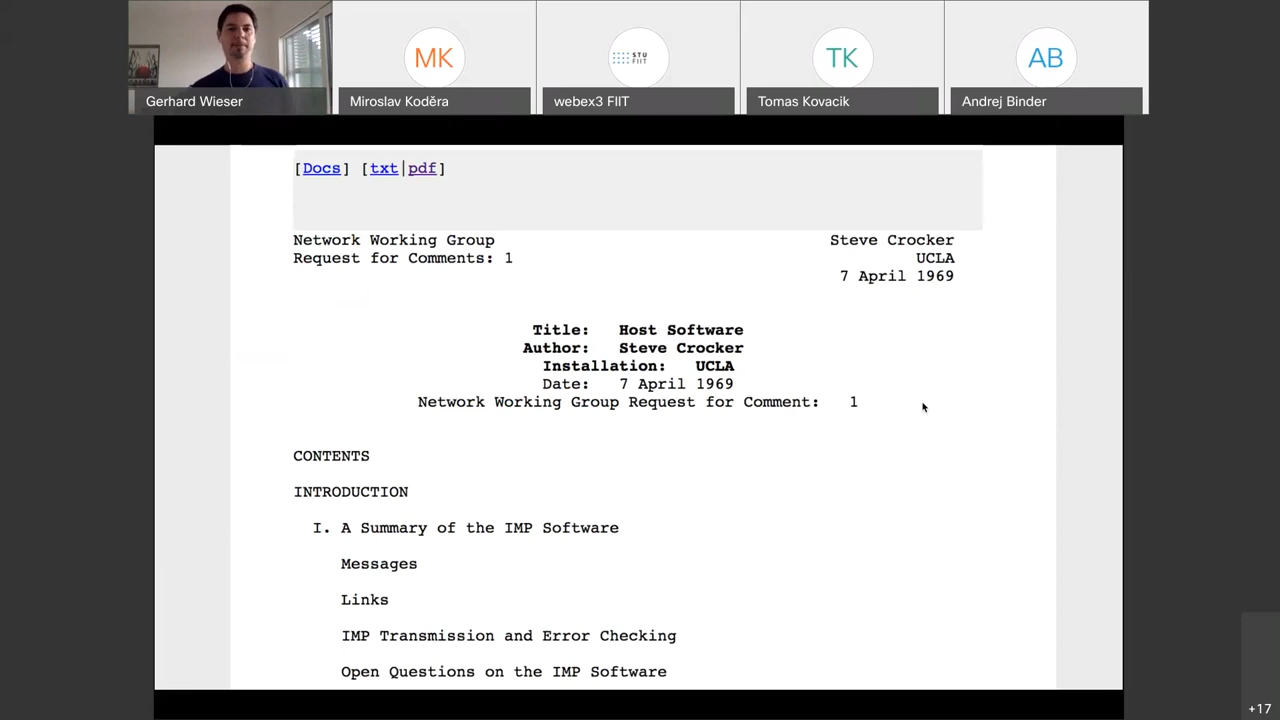 MK
STU
FIIT
TK
AB
Gerhard Wieser
Miroslav Koděra
webex3 FIIT
Tomas Kovacik
Andrej Binder
[Docs] [txt|pdf]
Network Working Group Steve Crocker
Request for Comments: 1 UCLA
7 April 1969
Title: Host Software
Author: Steve Crocker
Installation: UCLA
Date: 7 April 1969
Network Working Group Request for Comment: 1
CONTENTS
INTRODUCTION
I. A Summary of the IMP Software
Messages
Links
IMP Transmission and Error Checking
Open Questions on the IMP Software
+17